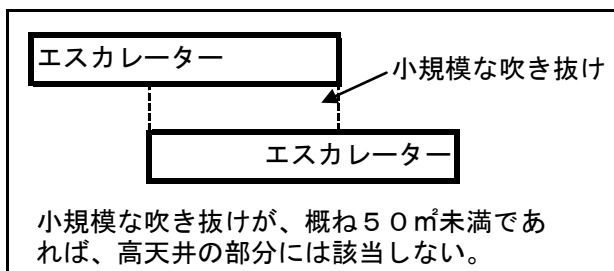 エスカレーター
小規模な吹き抜け
エスカレーター
小規模な吹き抜けが、概ね５０㎡未満であ
れば、高天井の部分には該当しない。